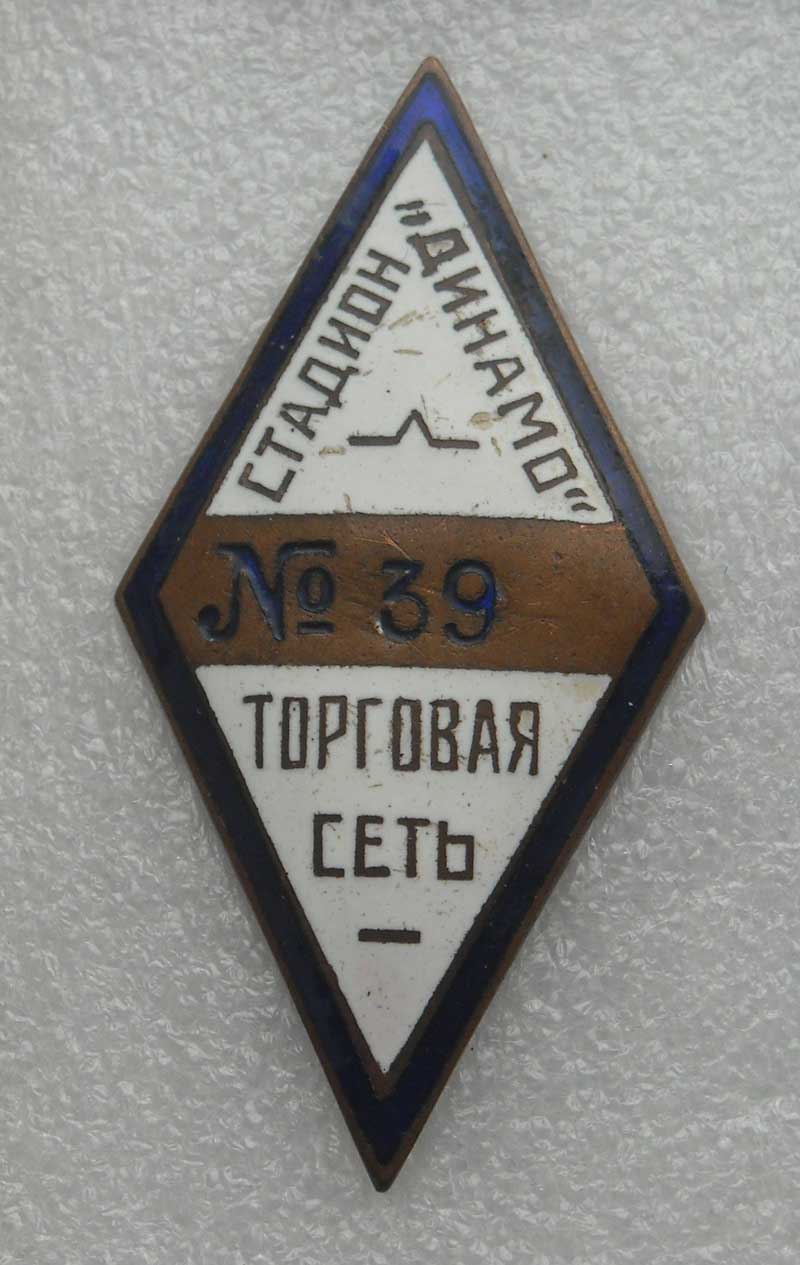 СТАДИОН "ДИНАМО"
№ 39
ТОРГОВАЯ
СЕТЬ